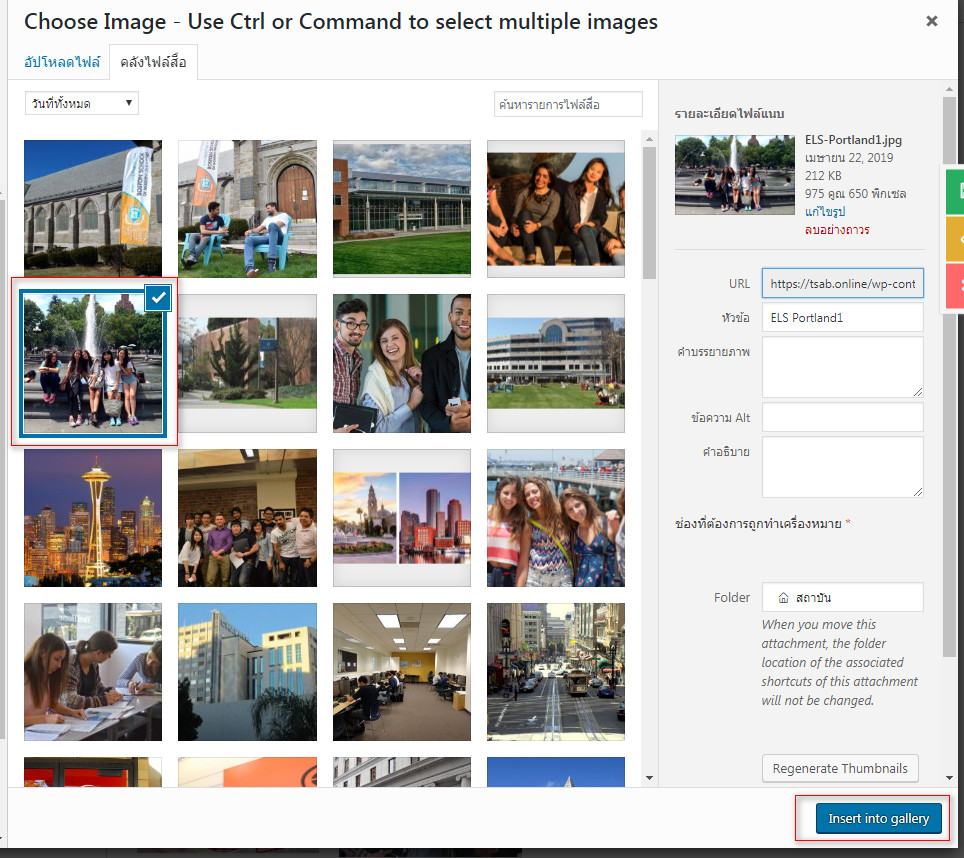 Choose Image - Use Ctrl or Command to select multiple images
อัปโหลดไฟล์
คลังไฟล์สื่อ
วันที่ทั้งหมด
ค้นหารายการไฟล์สื่อ
รายละเอียดไฟล์แนบ
ELS-Portland1.jpg
เมษายน 22, 2019
212 KB
975 คูณ 650 พิกเซล
แก้ไขรูป
ลบอย่างถาวร
URL
https://tsab.online/wp-cont
หัวข้อ
ELS Portland1
คำบรรยายภาพ
ข้อความ Alt
คำอธิบาย
ช่องที่ต้องการถูกทำเครื่องหมาย *
Folder
สถาบัน
When you move this
attachment, the folder
location of the associated
shortcuts of this attachment
will not be changed.
Regenerate Thumbnails
Insert into gallery